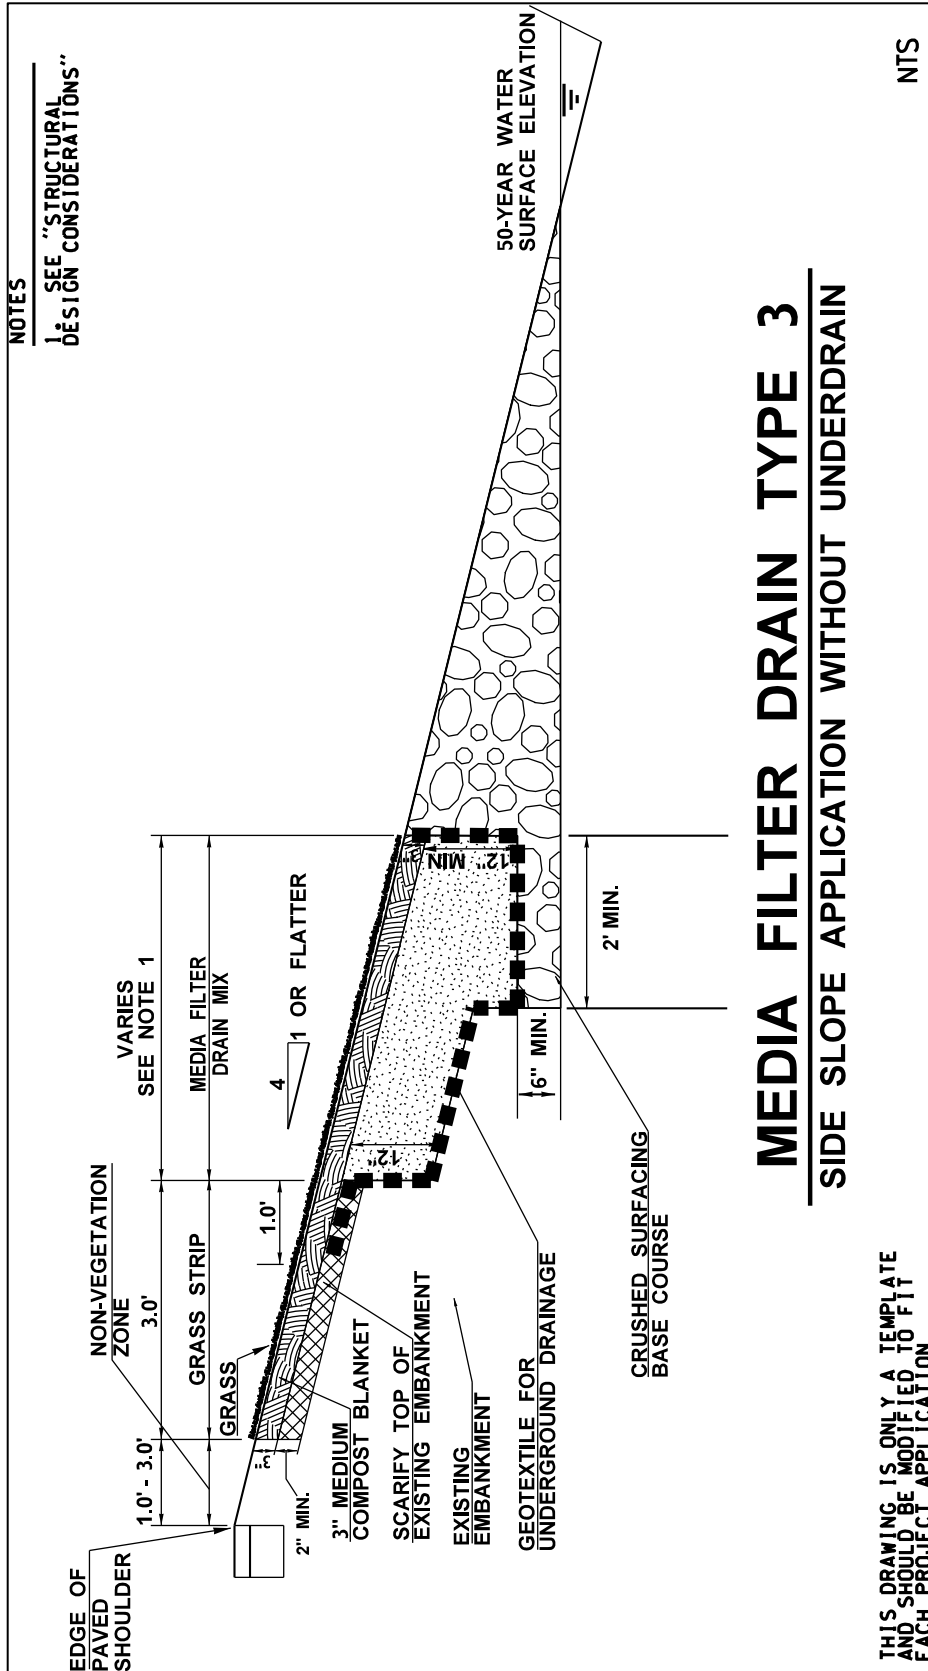 NOTES
1. SEE "STRUCTURAL
DESIGN CONSIDERATIONS"
EDGE OF
PAVED
SHOULDER
NON-VEGETATION
ZONE
1.0' - 3.0'
3.0'
VARIES
SEE NOTE 1
GRASS STRIP
MEDIA FILTER
DRAIN MIX
GRASS
1.0'
4
1 OR FLATTER
50-YEAR WATER
SURFACE ELEVATION
3"
2" MIN.
3" MEDIUM
COMPOST BLANKET
SCARIFY TOP OF
EXISTING EMBANKMENT
EXISTING
EMBANKMENT
GEOTEXTILE FOR
UNDERGROUND DRAINAGE
12"
3"
12" MIN
6" MIN.
2' MIN.
CRUSHED SURFACING
BASE COURSE
MEDIA FILTER DRAIN TYPE 3
SIDE SLOPE APPLICATION WITHOUT UNDERDRAIN
THIS DRAWING IS ONLY A TEMPLATE
AND SHOULD BE MODIFIED TO FIT
EACH PROJECT APPLICATION
NTS